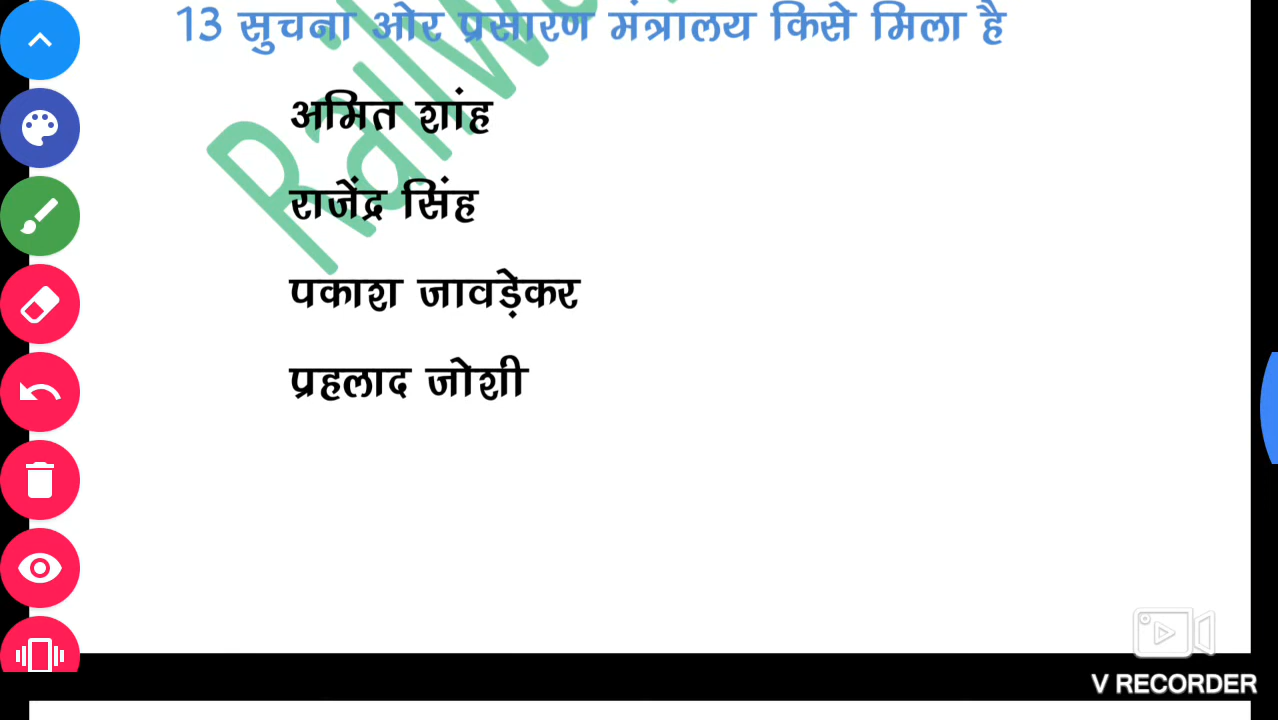 13 सुचना ओर प्रसारण मंत्रालय किसे मिला है
अमित शांह
राजेंद्र सिंह
पकाश जावड़ेकर
प्रहलाद जोशी
V RECORDER